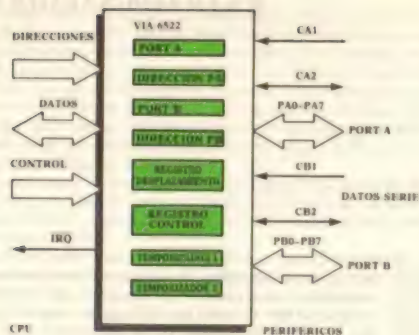 VIA 6522
DIRECCIONES
DATOS
CONTROL
IRQ
CPU
PORT A
DIRECCION PA
PORT B
DIRECCION PB
REGISTRO
DESPLAZAMIENTO
REGISTRO
CONTROL
TEMPORIZADOR 1
TEMPORIZADOR 2
CA1
CA2
PA0-PA7
PORT A
CB1
DATOS SERIE
CB2
PB0-PB7
PORT B
PERIFERICOS